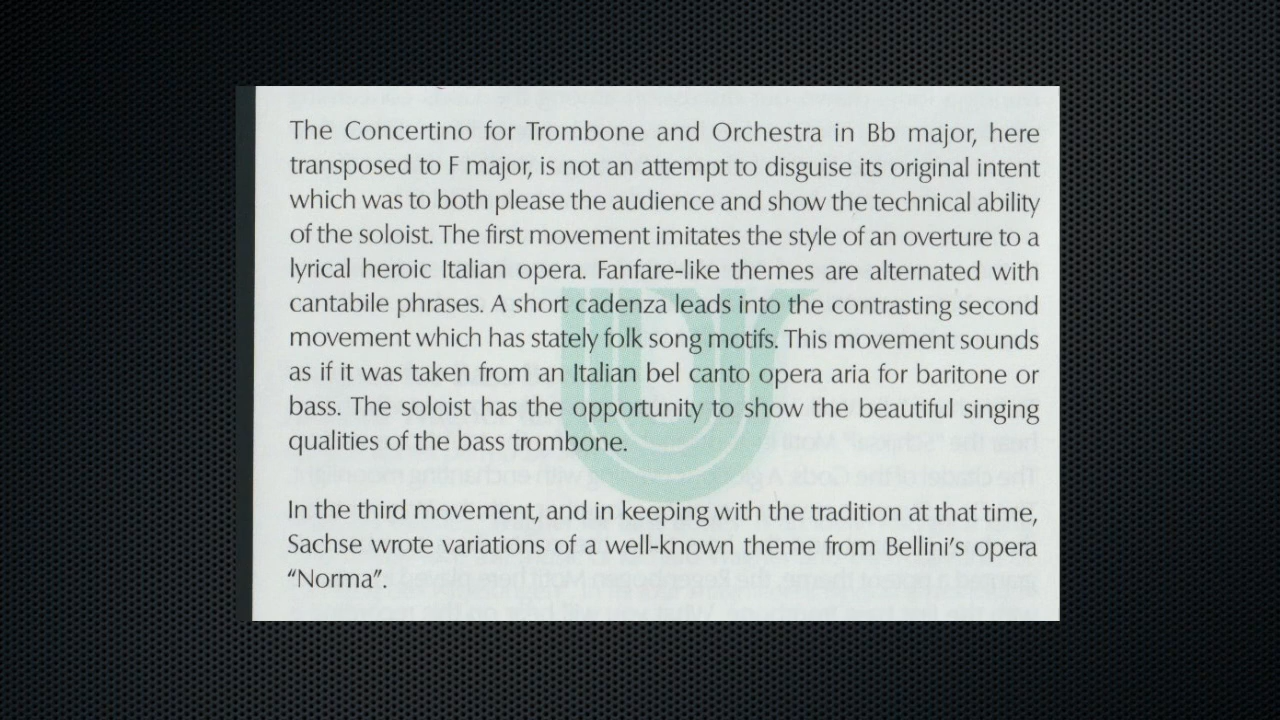 The Concertino for Trombone and Orchestra in Bb major, here
transposed to F major, is not an attempt to disguise its original intent
which was to both please the audience and show the technical ability
of the soloist. The first movement imitates the style of an overture to a
lyrical heroic Italian opera. Fanfare-like themes are alternated with
cantabile phrases. A short cadenza leads into the contrasting second
movement which has stately folk song motifs. This movement sounds
as if it was taken from an Italian bel canto opera aria for baritone or
bass. The soloist has the opportunity to show the beautiful singing
qualities of the bass trombone.
In the third movement, and in keeping with the tradition at that time,
Sachse wrote variations of a well-known theme from Bellini's opera
“Norma”.